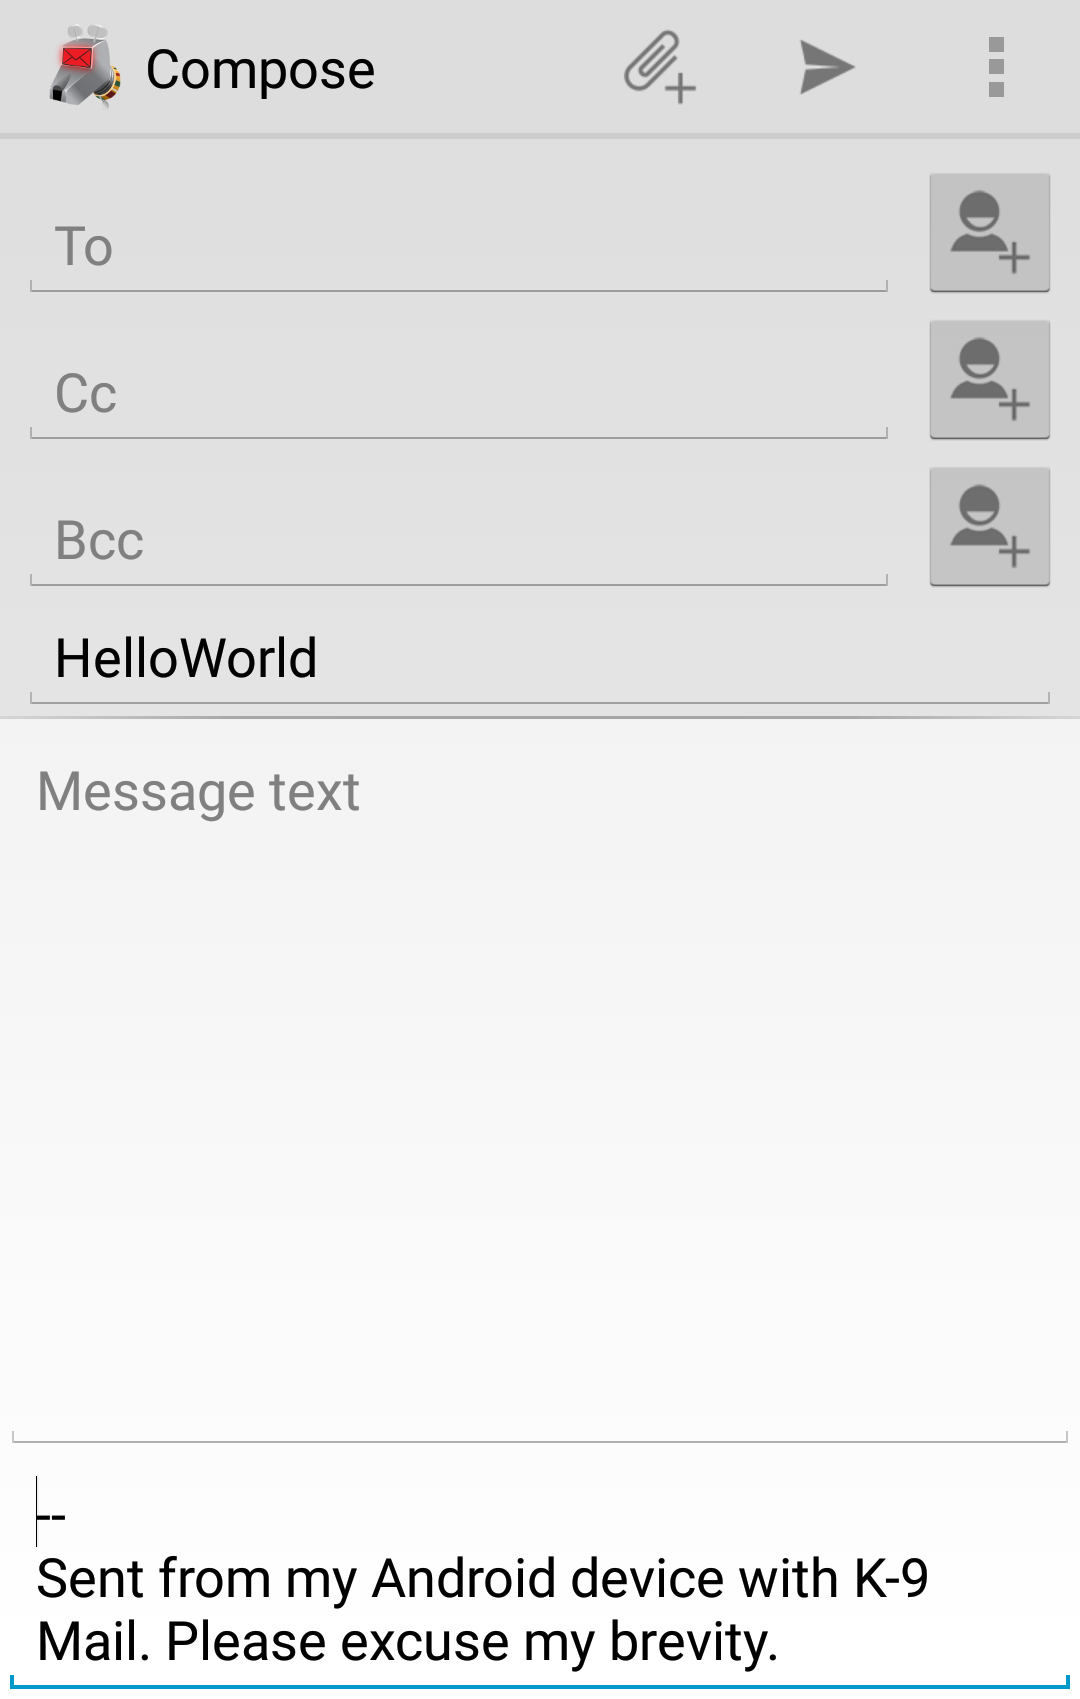 Compose
To
Cc
Bcc
HelloWorld
Message text
--
Sent from my Android device with K-9
Mail. Please excuse my brevity.